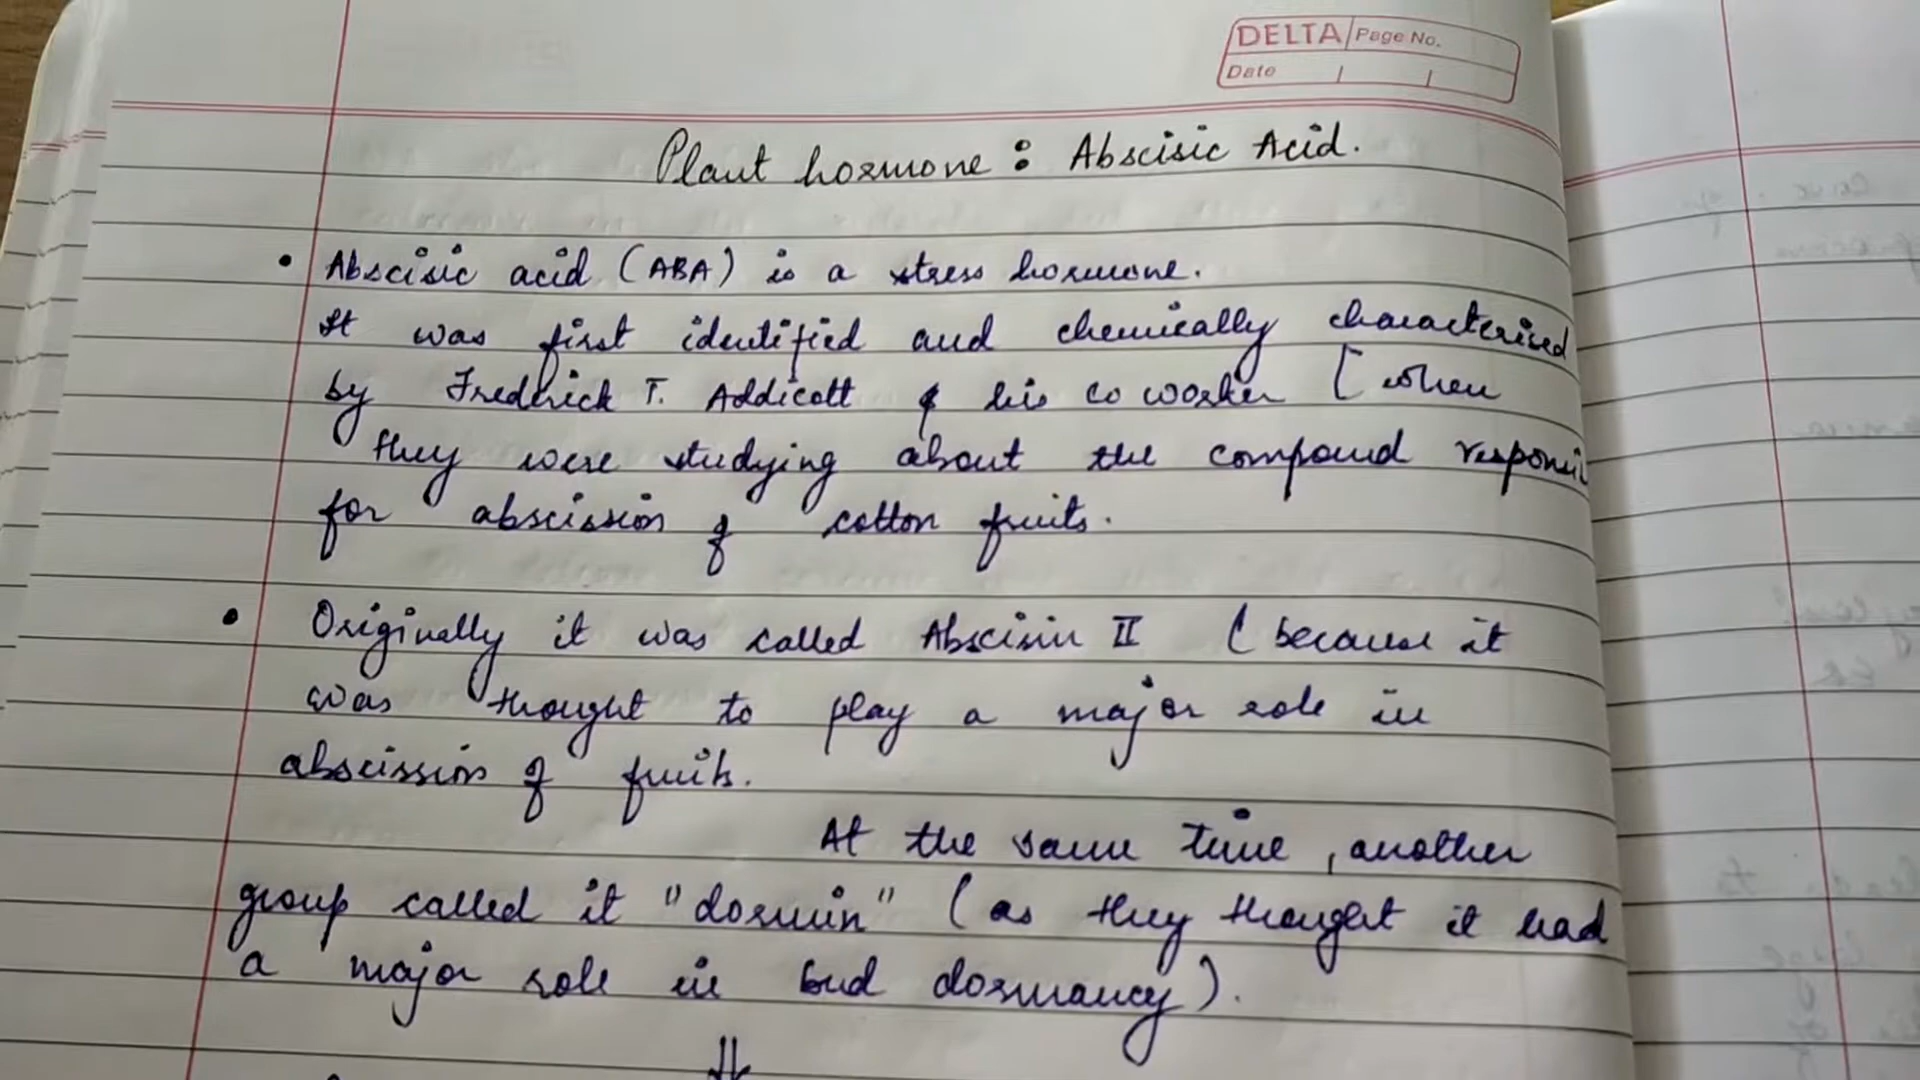 DELTA Page No.
Date / /
Plant hormone : Abscisic Acid.
• Abscisic acid (ABA) is a stress hormone.
It was first identified and chemically characterised
by Fredrick T. Addicott & his co worker [ when
they were studying about the compound responsi
for abscission of cotton fruits.
• Originally it was called Abscisin II ( because it
was thought to play a major role in
abscission of fruits.
At the same time, another
group called it "dormin" ( as they thought it had
a major role in bud dormancy).